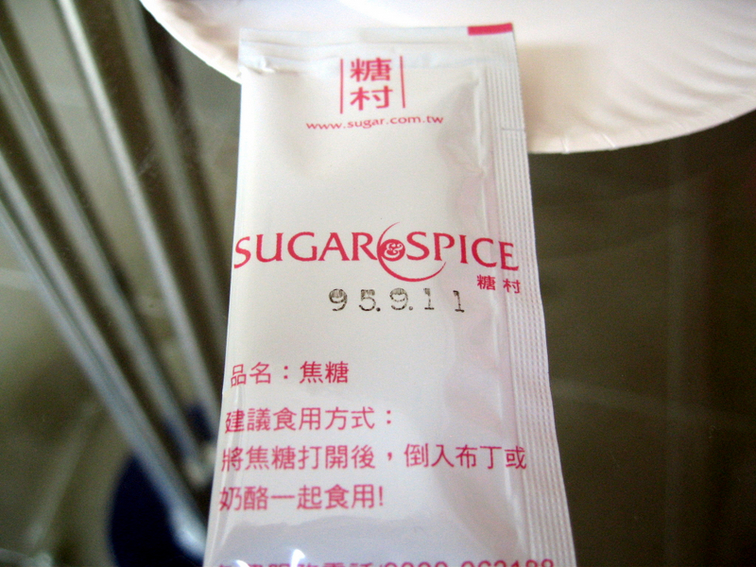 糖
村
www.sugar.com.tw
SUGAR&SPICE
糖村
95.9.11
品名：焦糖
建議食用方式：
將焦糖打開後，倒入布丁或
奶酪一起食用!